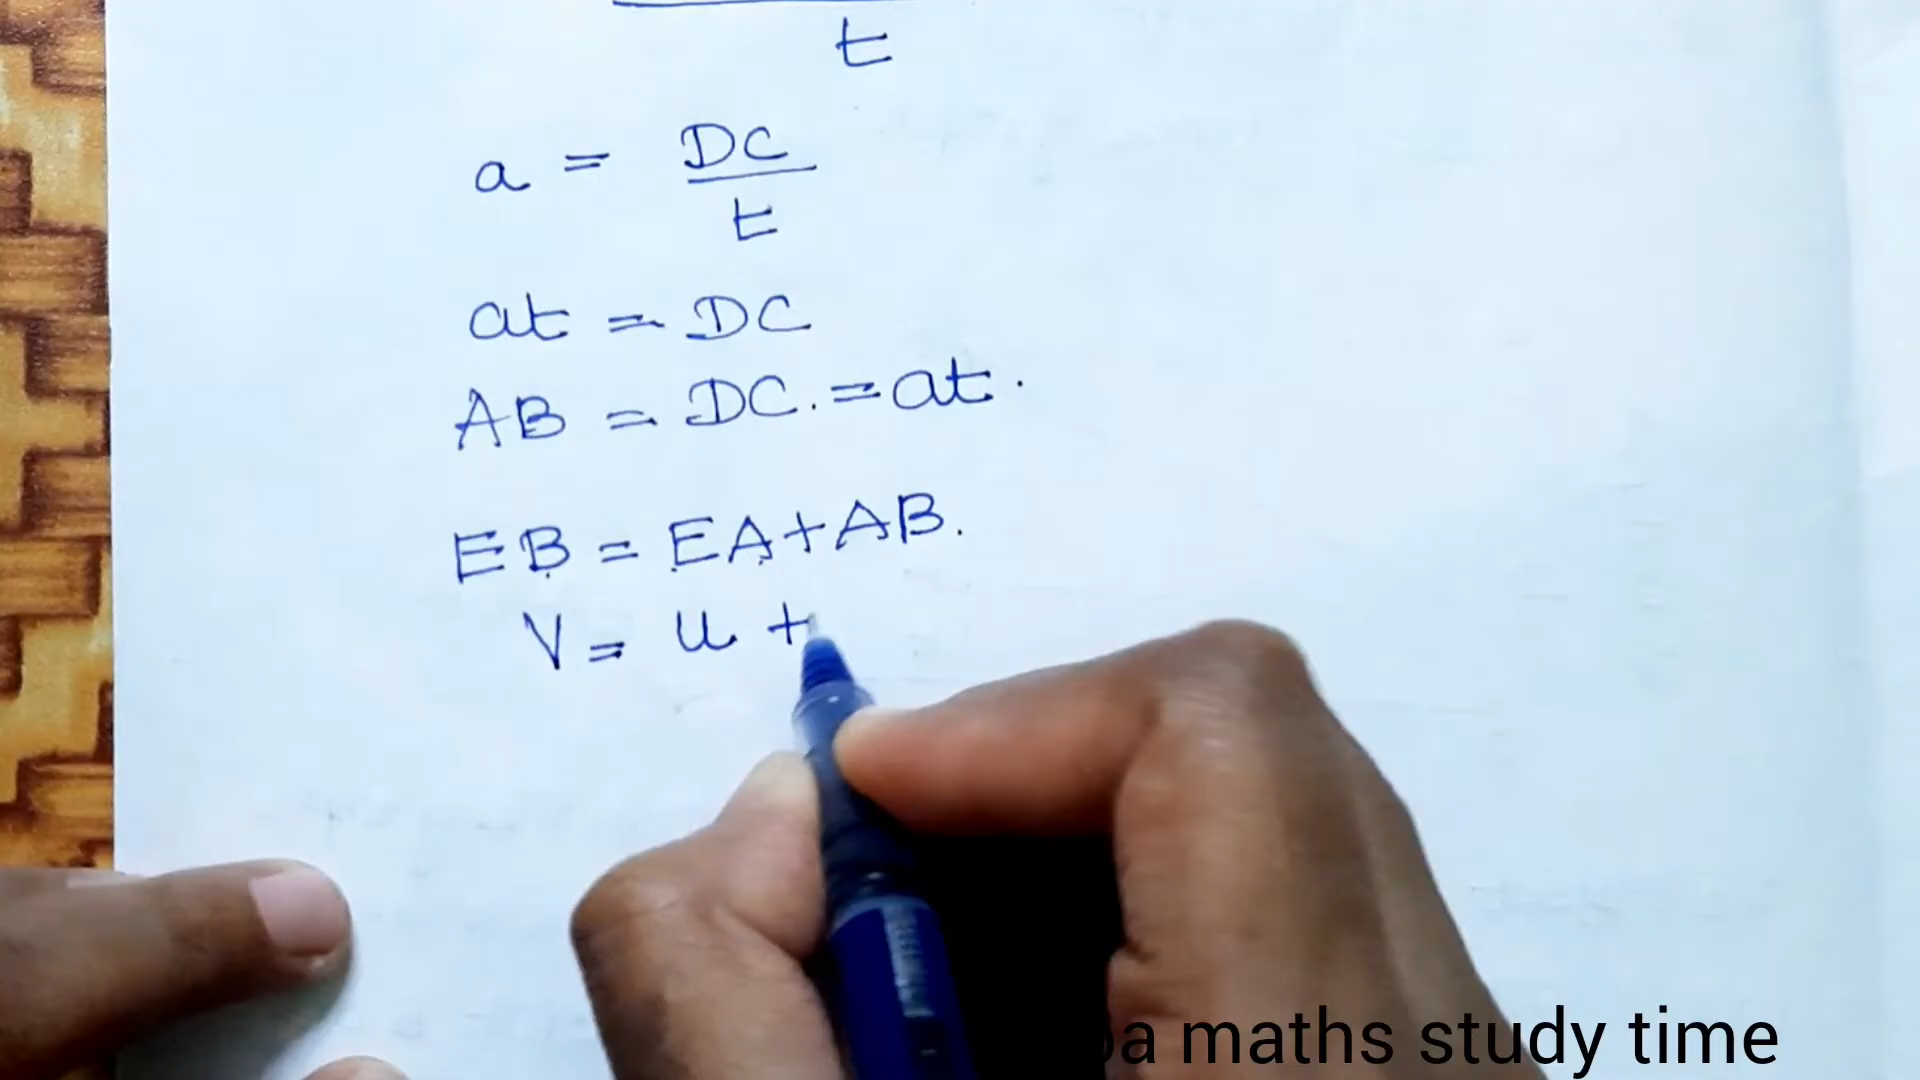 t
a = DC
t
at = DC
AB = DC. = at.
EB = EA+AB.
V = u +
a maths study time